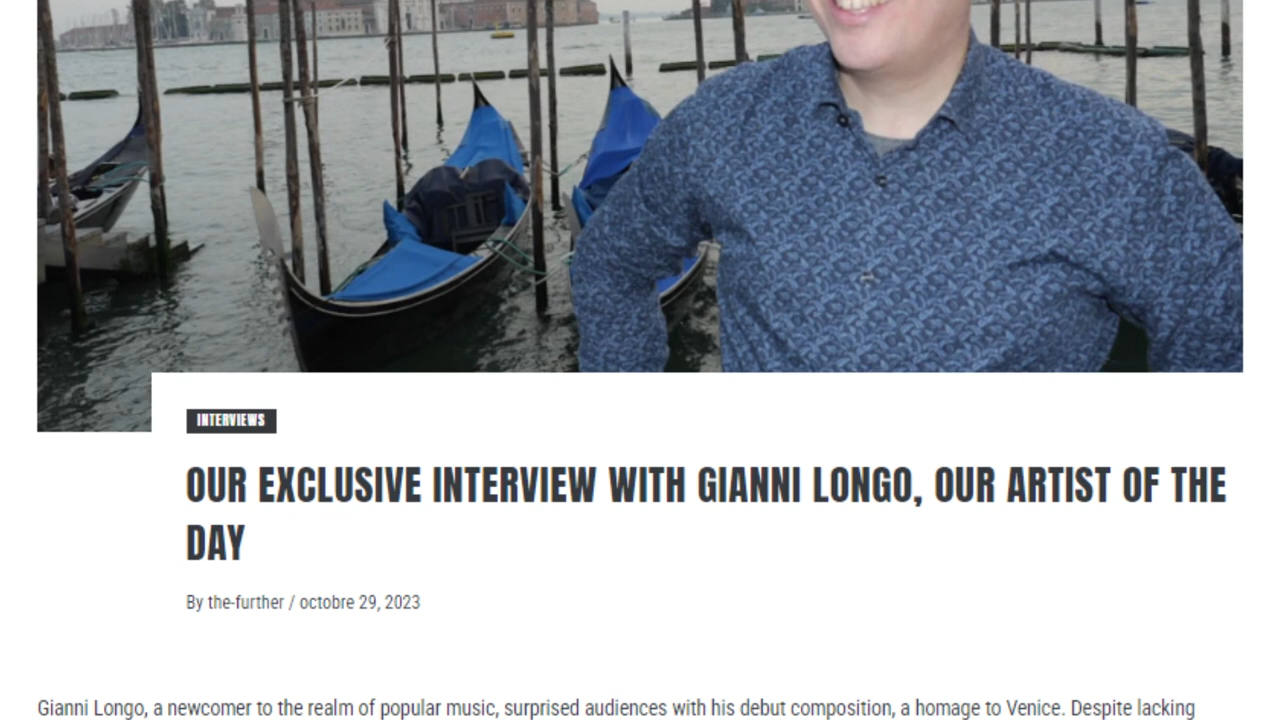 INTERVIEWS
OUR EXCLUSIVE INTERVIEW WITH GIANNI LONGO, OUR ARTIST OF THE
DAY
By the-further / octobre 29, 2023
Gianni Longo, a newcomer to the realm of popular music, surprised audiences with his debut composition, a homage to Venice. Despite lacking